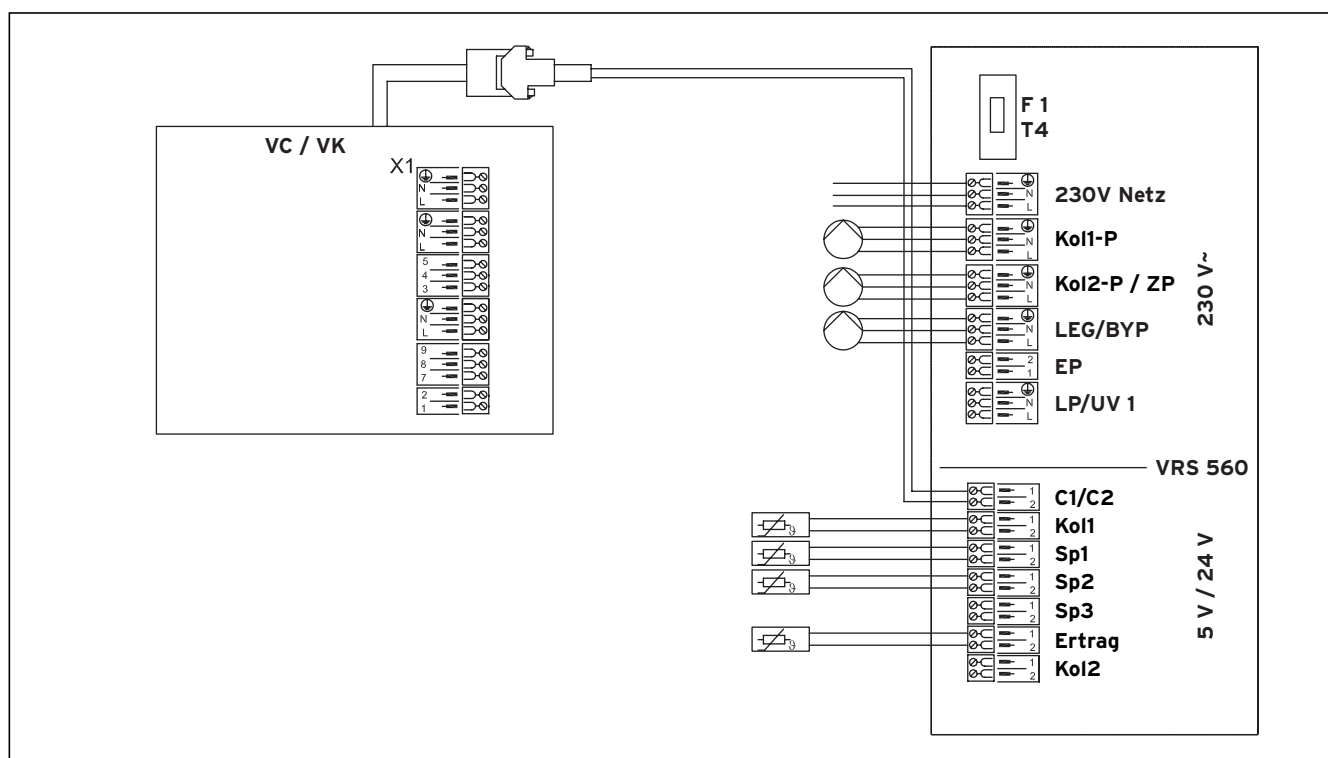 VC / VK
X1
N
L
N
L
5
4
3
N
L
9
8
7
2
1
F 1
T4
N
L
230V Netz
N
L
Kol1-P
N
L
Kol2-P / ZP
N
L
LEG/BYP
2
1
EP
N
L
LP/UV 1
230 V~
VRS 560
1
2
C1/C2
1
2
Kol1
1
2
Sp1
1
2
Sp2
1
2
Sp3
1
2
Ertrag
1
2
Kol2
5 V / 24 V
ϑ
ϑ
ϑ
ϑ